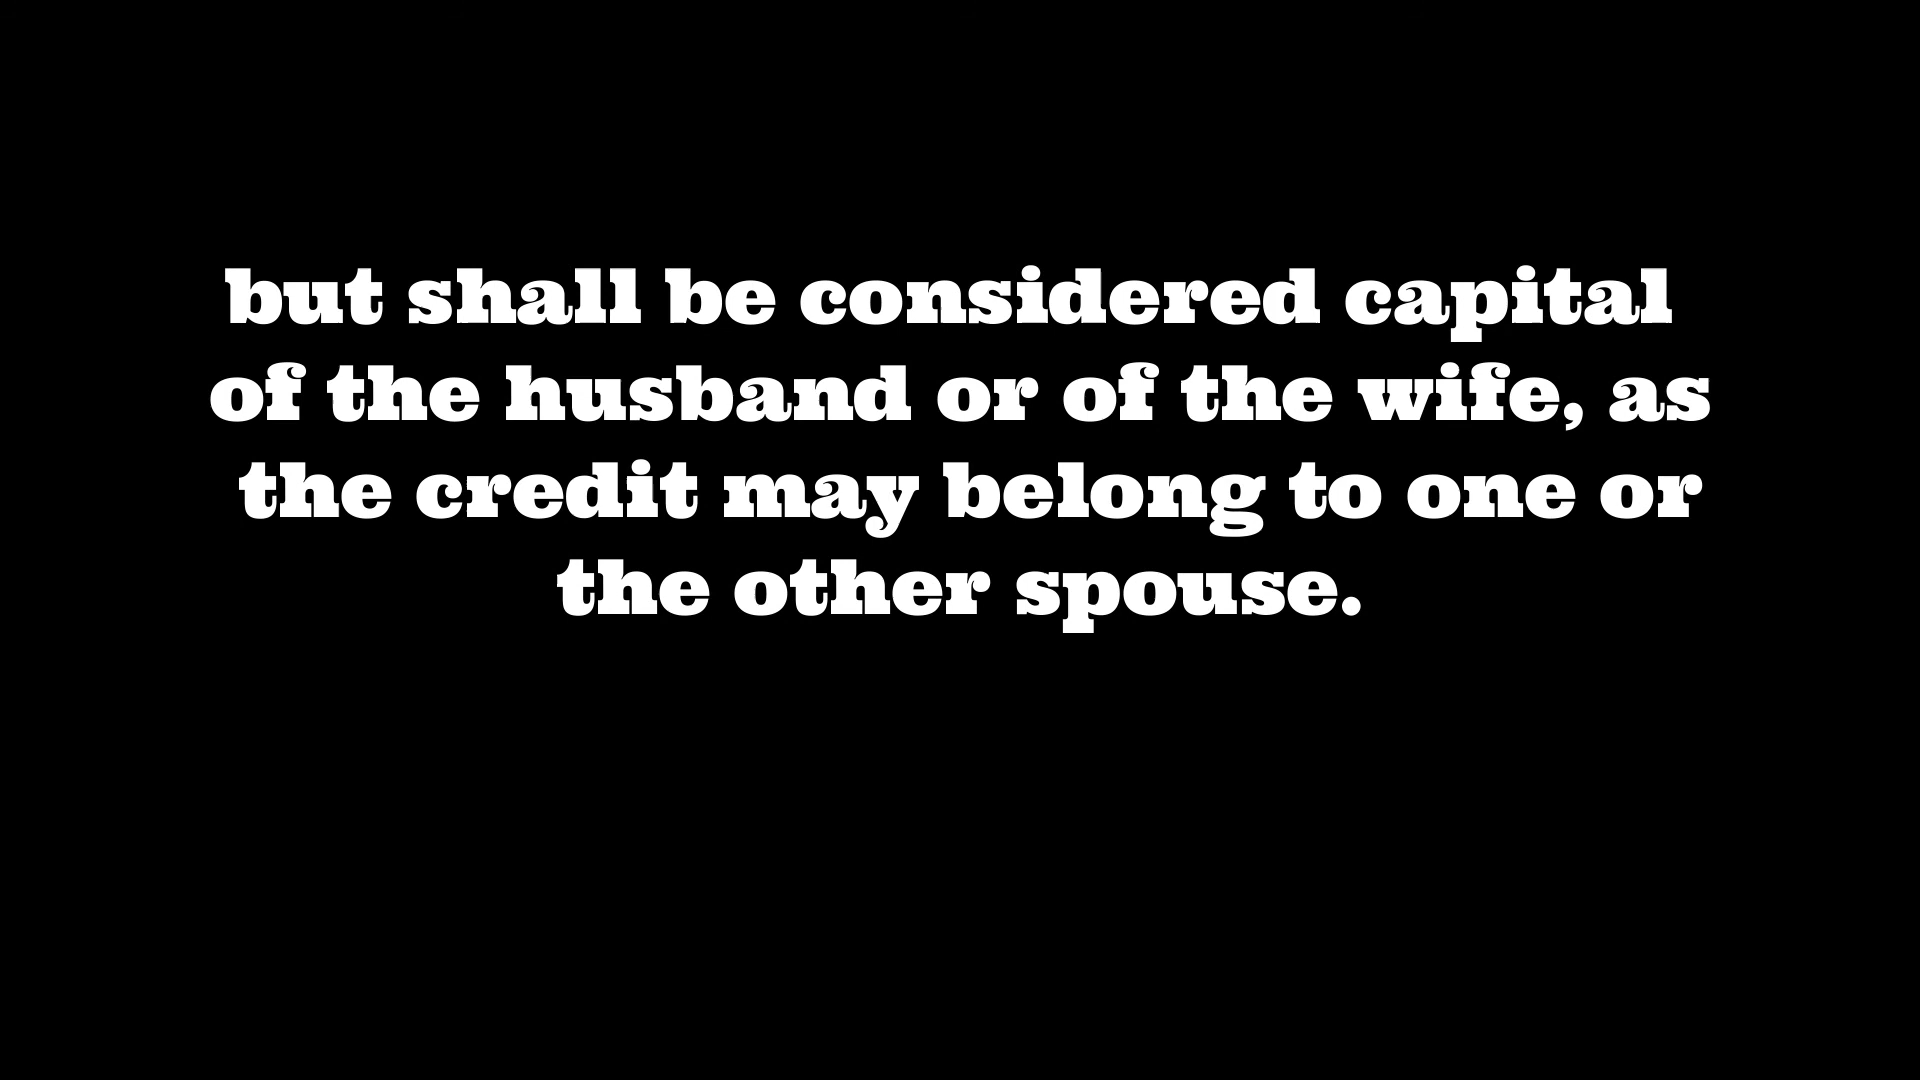 but shall be considered capital
of the husband or of the wife, as
the credit may belong to one or
the other spouse.